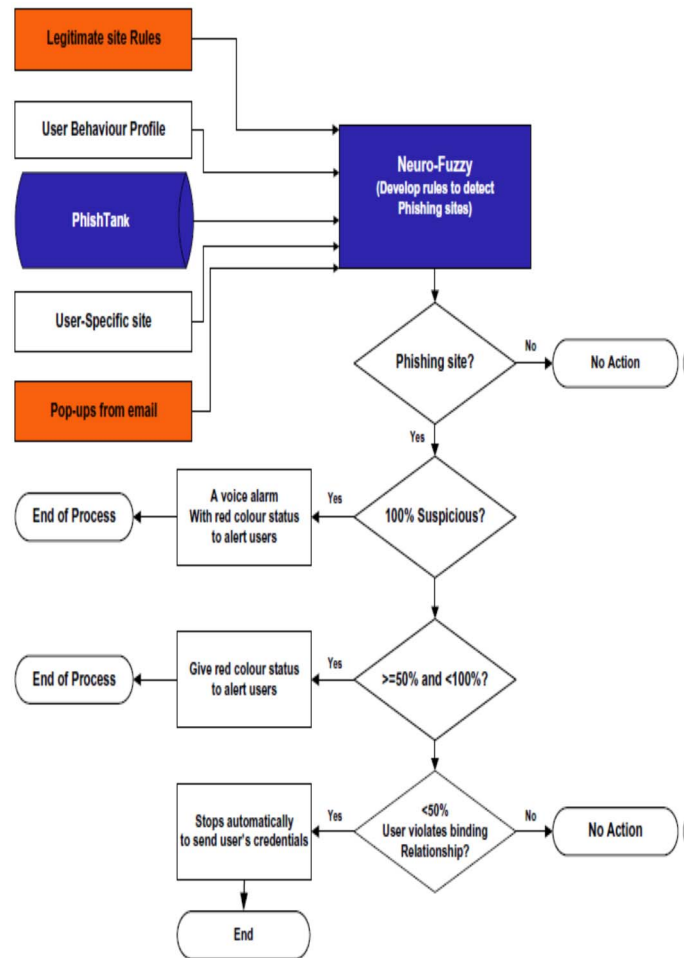 Legitimate site Rules
User Behaviour Profile
PhishTank
User-Specific site
Pop-ups from email
Neuro-Fuzzy
(Develop rules to detect
Phishing sites)
Phishing site?
No
No Action
Yes
100% Suspicious?
Yes
A voice alarm
With red colour status
to alert users
End of Process
>=50% and <100%?
Yes
Give red colour status
to alert users
End of Process
<50%
User violates binding
Relationship?
No
No Action
Yes
Stops automatically
to send user's credentials
End